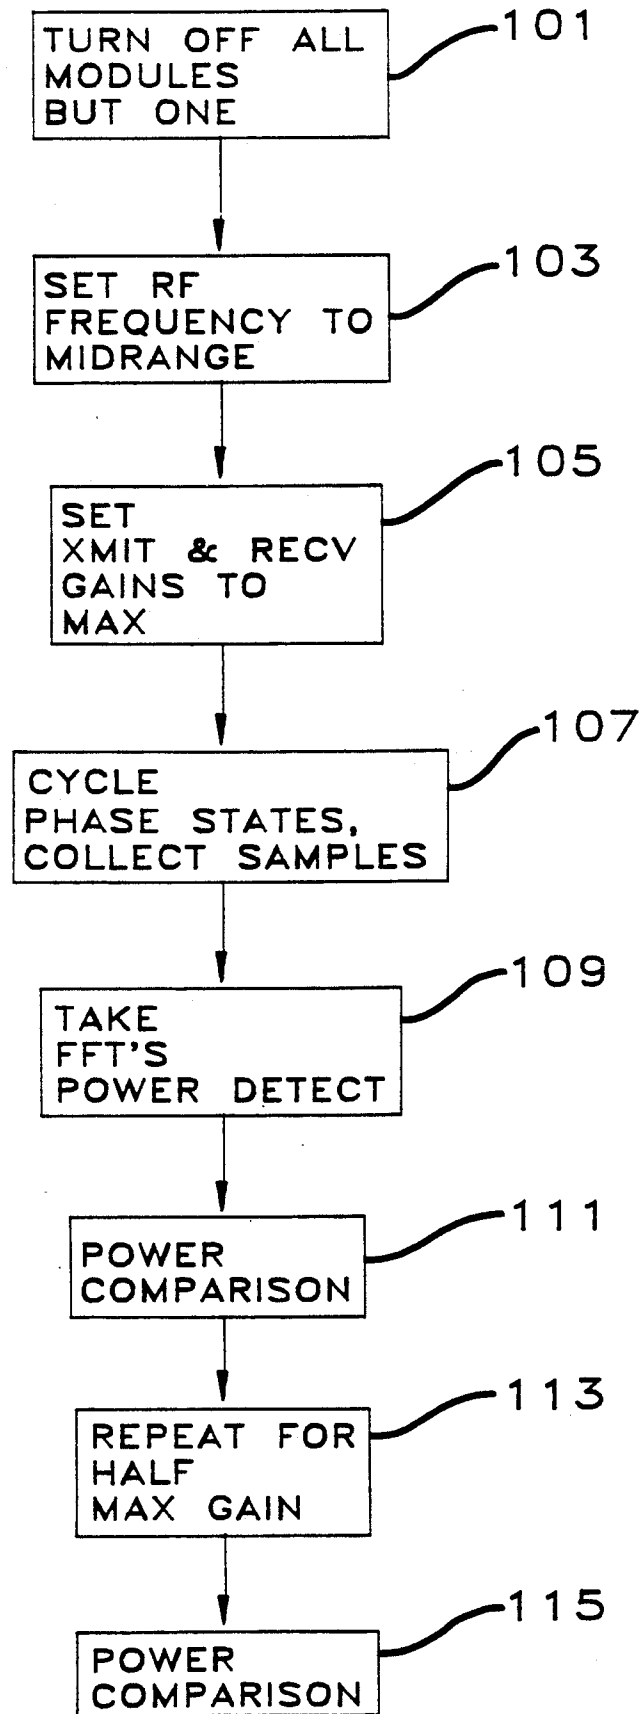 101
TURN OFF ALL
MODULES
BUT ONE
103
SET RF
FREQUENCY TO
MIDRANGE
105
SET
XMIT & RECV
GAINS TO
MAX
107
CYCLE
PHASE STATES,
COLLECT SAMPLES
109
TAKE
FFT'S
POWER DETECT
111
POWER
COMPARISON
113
REPEAT FOR
HALF
MAX GAIN
115
POWER
COMPARISON